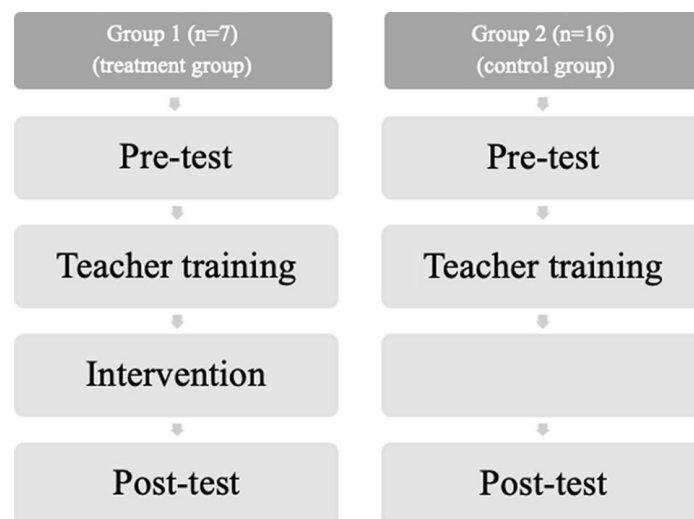 Group 1 (n=7)
(treatment group)
Pre-test
Teacher training
Intervention
Post-test
Group 2 (n=16)
(control group)
Pre-test
Teacher training
Post-test